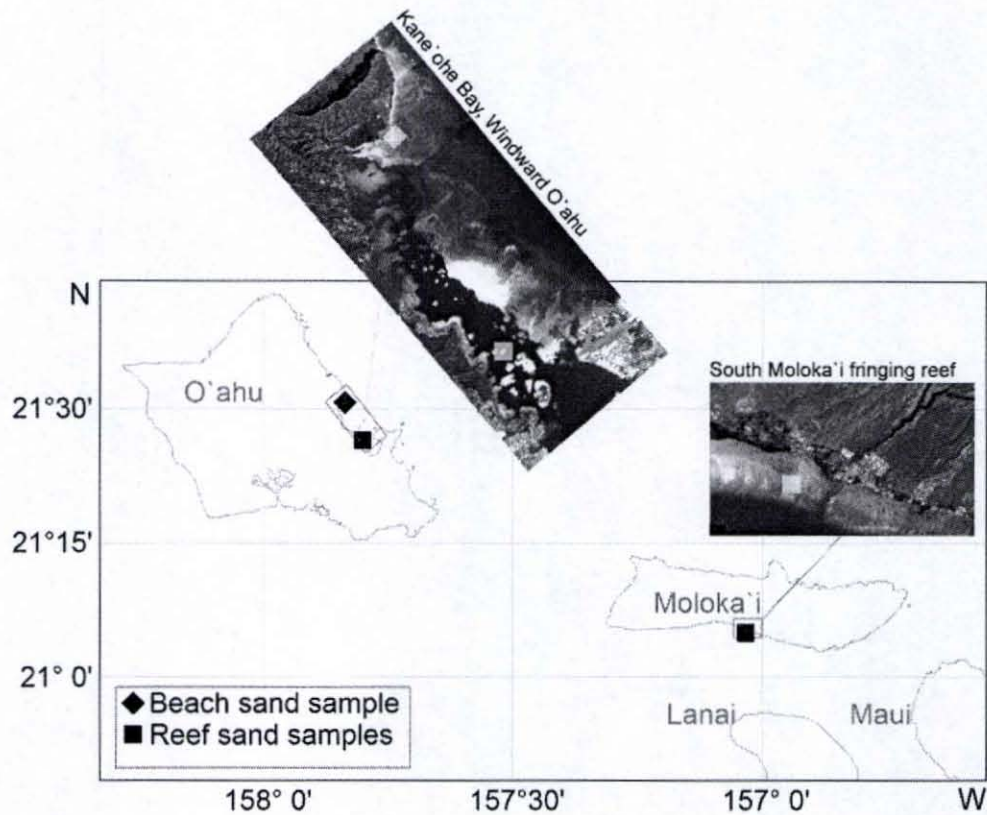 Kane`ohe Bay, Windward O`ahu
N
South Moloka`i fringing reef
O`ahu
21°30'
21°15'
Moloka`i
21° 0'
Lanai
Maui
Beach sand sample
Reef sand samples
158° 0'
157°30'
157° 0'
W